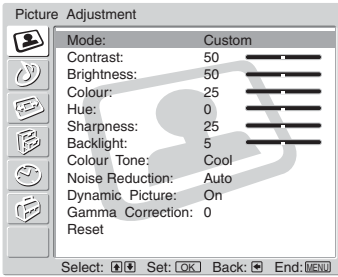 Picture Adjustment
Mode: Custom
Contrast: 50
Brightness: 50
Colour: 25
Hue: 0
Sharpness: 25
Backlight: 5
Colour Tone: Cool
Noise Reduction: Auto
Dynamic Picture: On
Gamma Correction: 0
Reset
Select: Set: OK Back: End: MENU